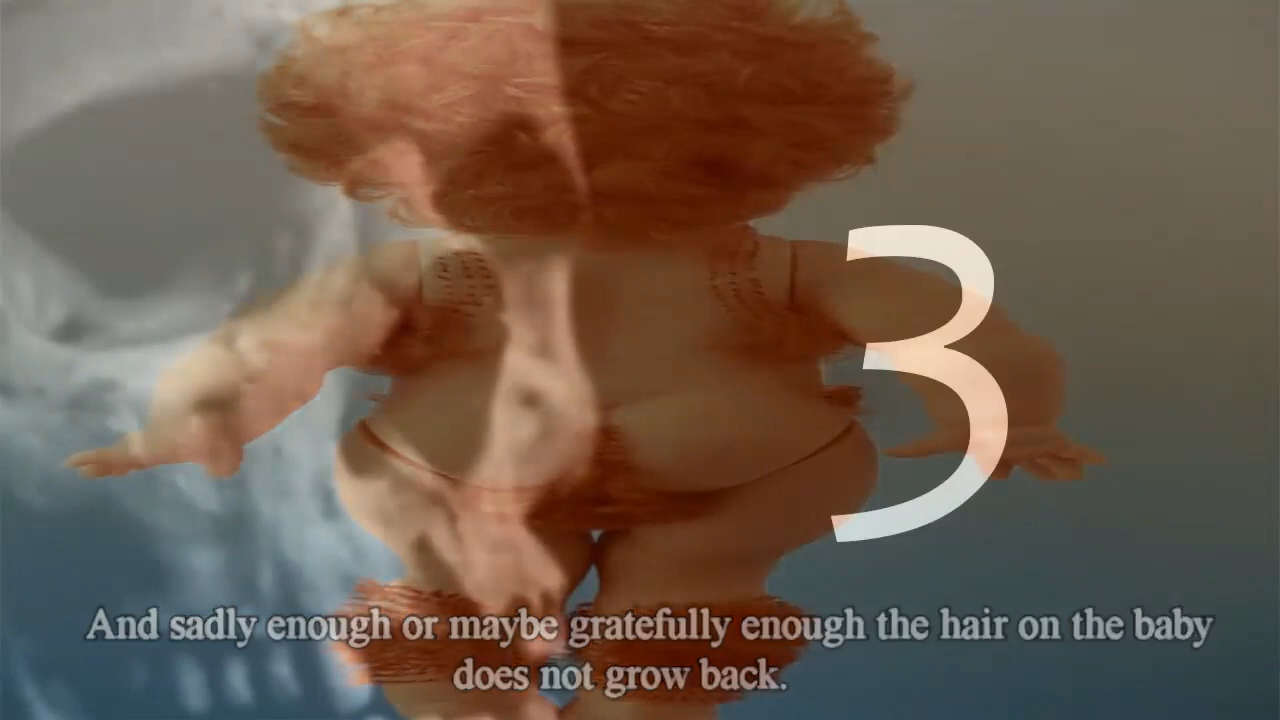 3
And sadly enough or maybe gratefully enough the hair on the baby
does not grow back.